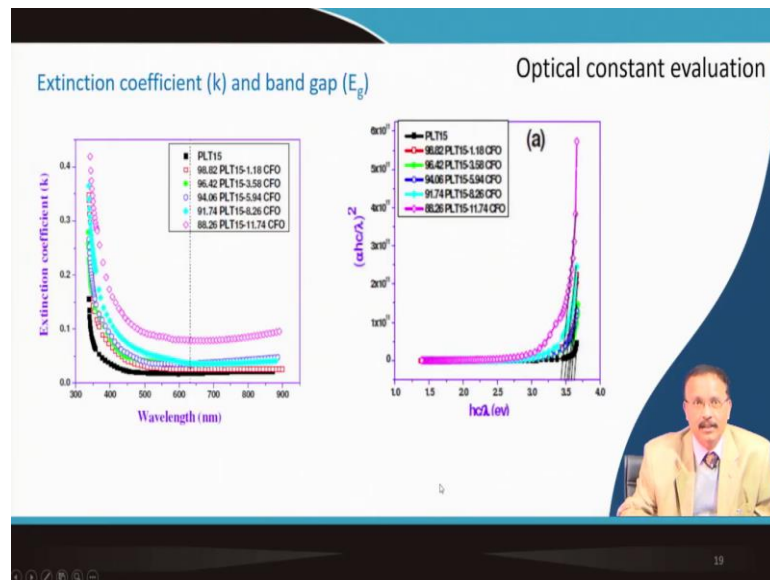 Optical constant evaluation
Extinction coefficient (k) and band gap (Eg)
Extinction coefficient (k)
0.4
0.3
0.2
0.1
0.0
300 400 500 600 700 800 900
Wavelength (nm)
PLT15
98.82 PLT15-1.18 CFO
96.42 PLT15-3.58 CFO
94.06 PLT15-5.94 CFO
91.74 PLT15-8.26 CFO
88.26 PLT15-11.74 CFO
(a)
(αhc/λ)²
0
1.0 1.5 2.0 2.5 3.0 3.5 4.0
hc/λ (ev)
PLT15
98.82 PLT15-1.18 CFO
96.42 PLT15-3.58 CFO
94.06 PLT15-5.94 CFO
91.74 PLT15-8.26 CFO
88.26 PLT15-11.74 CFO
19